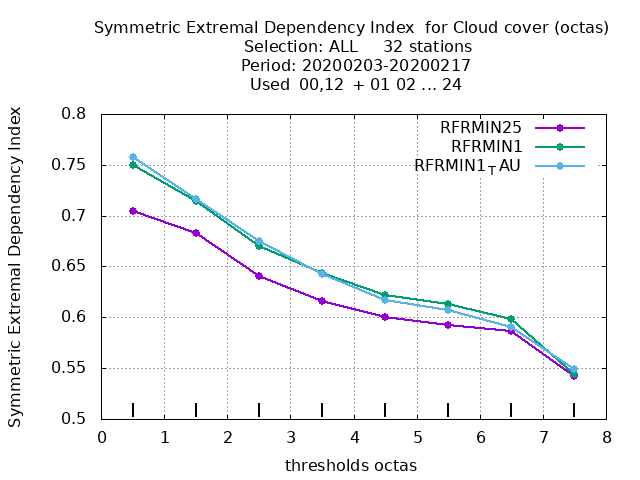 Symmetric Extremal Dependency Index for Cloud cover (octas)
Selection: ALL 32 stations
Period: 20200203-20200217
Used 00,12 + 01 02 ... 24
Symmetric Extremal Dependency Index
0.8
0.75
0.7
0.65
0.6
0.55
0.5
RFRMIN25
RFRMIN1
RFRMIN1TAU
0 1 2 3 4 5 6 7 8
thresholds octas